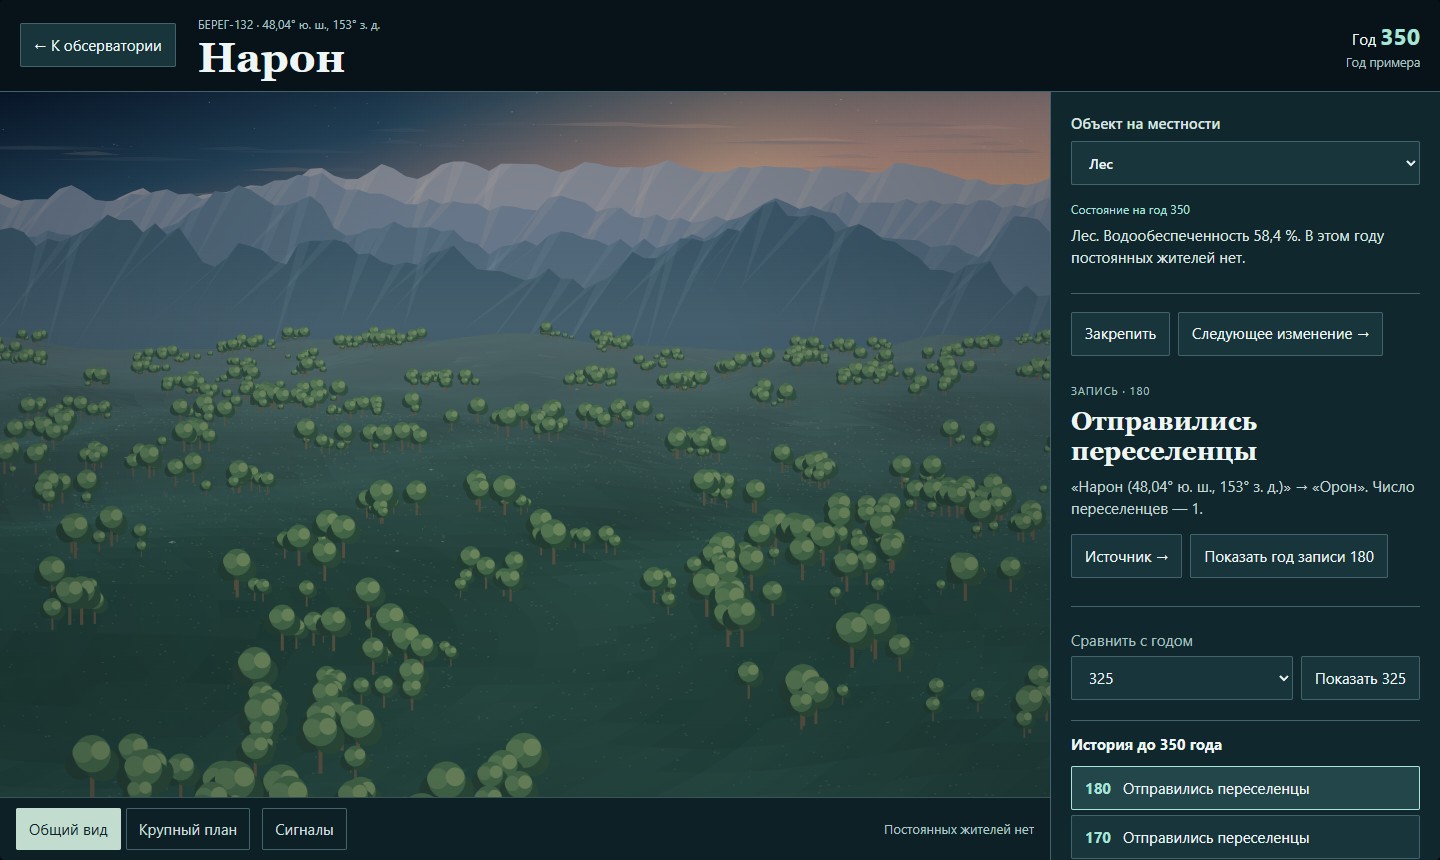 ← К обсерватории
БЕРЕГ-132 · 48,04° ю. ш., 153° з. д.
Нарон
Год 350
Год примера
Объект на местности
Лес
Состояние на год 350
Лес. Водообеспеченность 58,4 %. В этом году
постоянных жителей нет.
Закрепить
Следующее изменение →
ЗАПИСЬ · 180
Отправились
переселенцы
«Нарон (48,04° ю. ш., 153° з. д.)» → «Орон». Число
переселенцев — 1.
Источник →
Показать год записи 180
Сравнить с годом
325
Показать 325
История до 350 года
180 Отправились переселенцы
170 Отправились переселенцы
Общий вид
Крупный план
Сигналы
Постоянных жителей нет